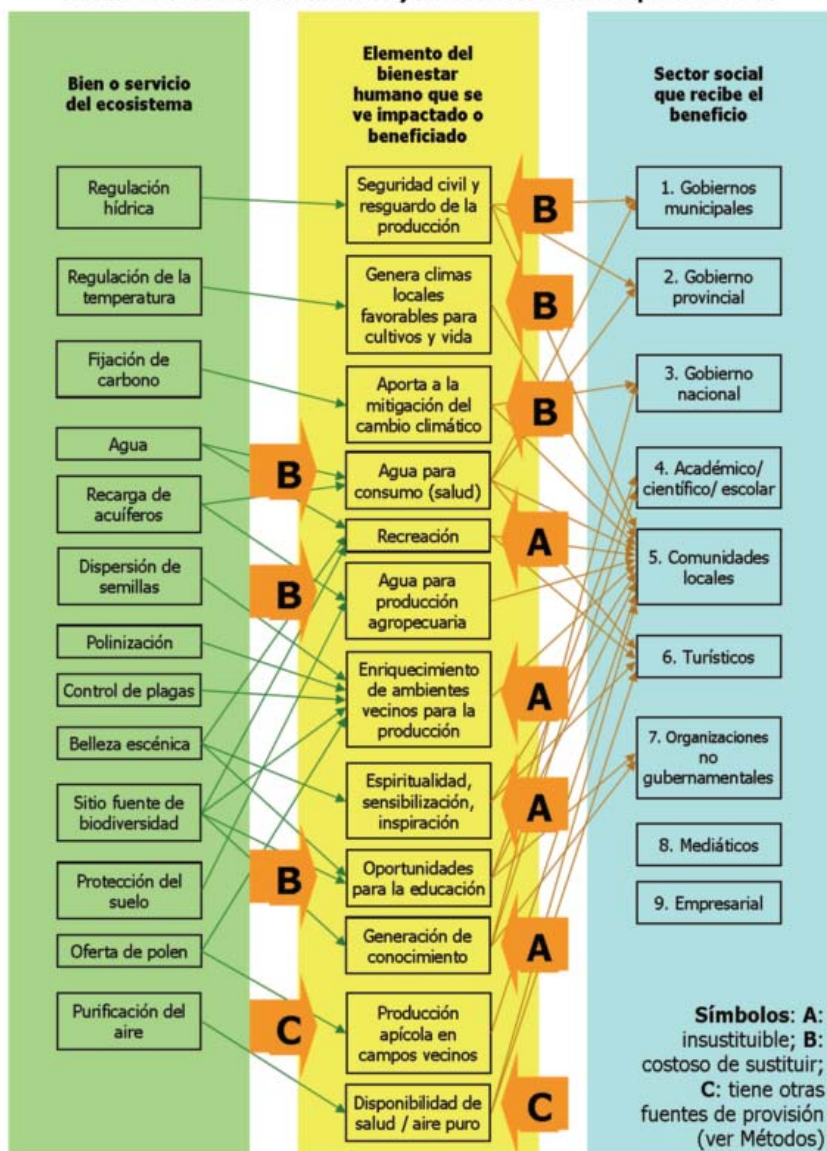 Bien o servicio
del ecosistema
Regulación
hídrica
Regulación de la
temperatura
Fijación de
carbono
Agua
Recarga de
acuíferos
Dispersión de
semillas
Polinización
Control de plagas
Belleza escénica
Sitio fuente de
biodiversidad
Protección del
suelo
Oferta de polen
Purificación del
aire
B
B
B
C
Elemento del
bienestar
humano que se
ve impactado o
beneficiado
Seguridad civil y
resguardo de la
producción
Genera climas
locales
favorables para
cultivos y vida
Aporta a la
mitigación del
cambio climático
Agua para
consumo (salud)
Recreación
Agua para
producción
agropecuaria
Enriquecimiento
de ambientes
vecinos para la
producción
Espiritualidad,
sensibilización,
inspiración
Oportunidades
para la educación
Generación de
conocimiento
Producción
apícola en
campos vecinos
Disponibilidad de
salud / aire puro
B
B
B
A
A
A
A
C
Sector social
que recibe el
beneficio
1. Gobiernos
municipales
2. Gobierno
provincial
3. Gobierno
nacional
4. Académico/
científico/ escolar
5. Comunidades
locales
6. Turísticos
7. Organizaciones
no
gubernamentales
8. Mediáticos
9. Empresarial
Símbolos: A:
insustituible; B:
costoso de sustituir;
C: tiene otras
fuentes de provisión
(ver Métodos)